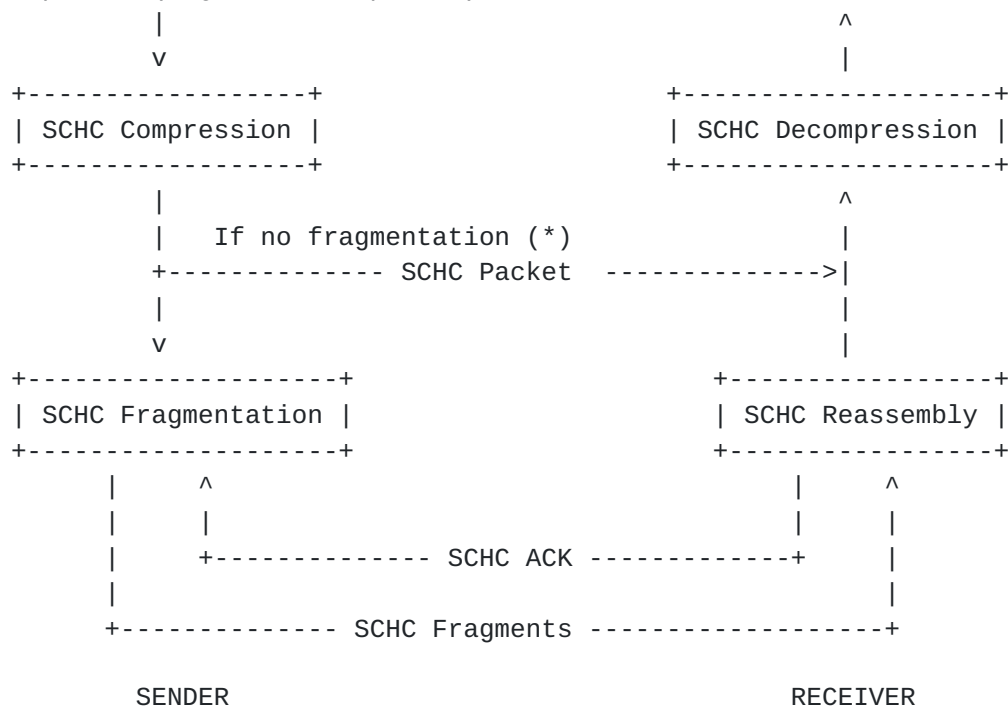 |                                            ^
v                                            |
+------------------+                      +--------------------+
| SCHC Compression |                      | SCHC Decompression |
+------------------+                      +--------------------+
|                                            ^
|   If no fragmentation (*)                  |
+-------------- SCHC Packet  -------------->|
|                                            |
v                                            |
+--------------------+                       +-----------------+
| SCHC Fragmentation |                       | SCHC Reassembly |
+--------------------+                       +-----------------+
|     ^                                     |     ^
|     |                                     |     |
|     +-------------- SCHC ACK -------------+     |
|                                                 |
+-------------- SCHC Fragments -------------------+
SENDER                                    RECEIVER